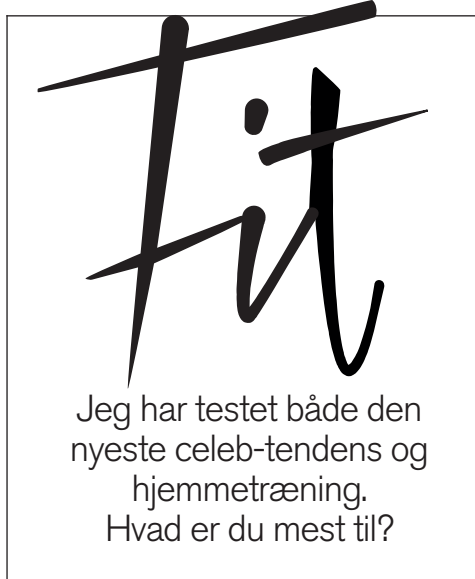 Fit
Jeg har testet både den
nyeste celeb-tendens og
hjemmetræning.
Hvad er du mest til?